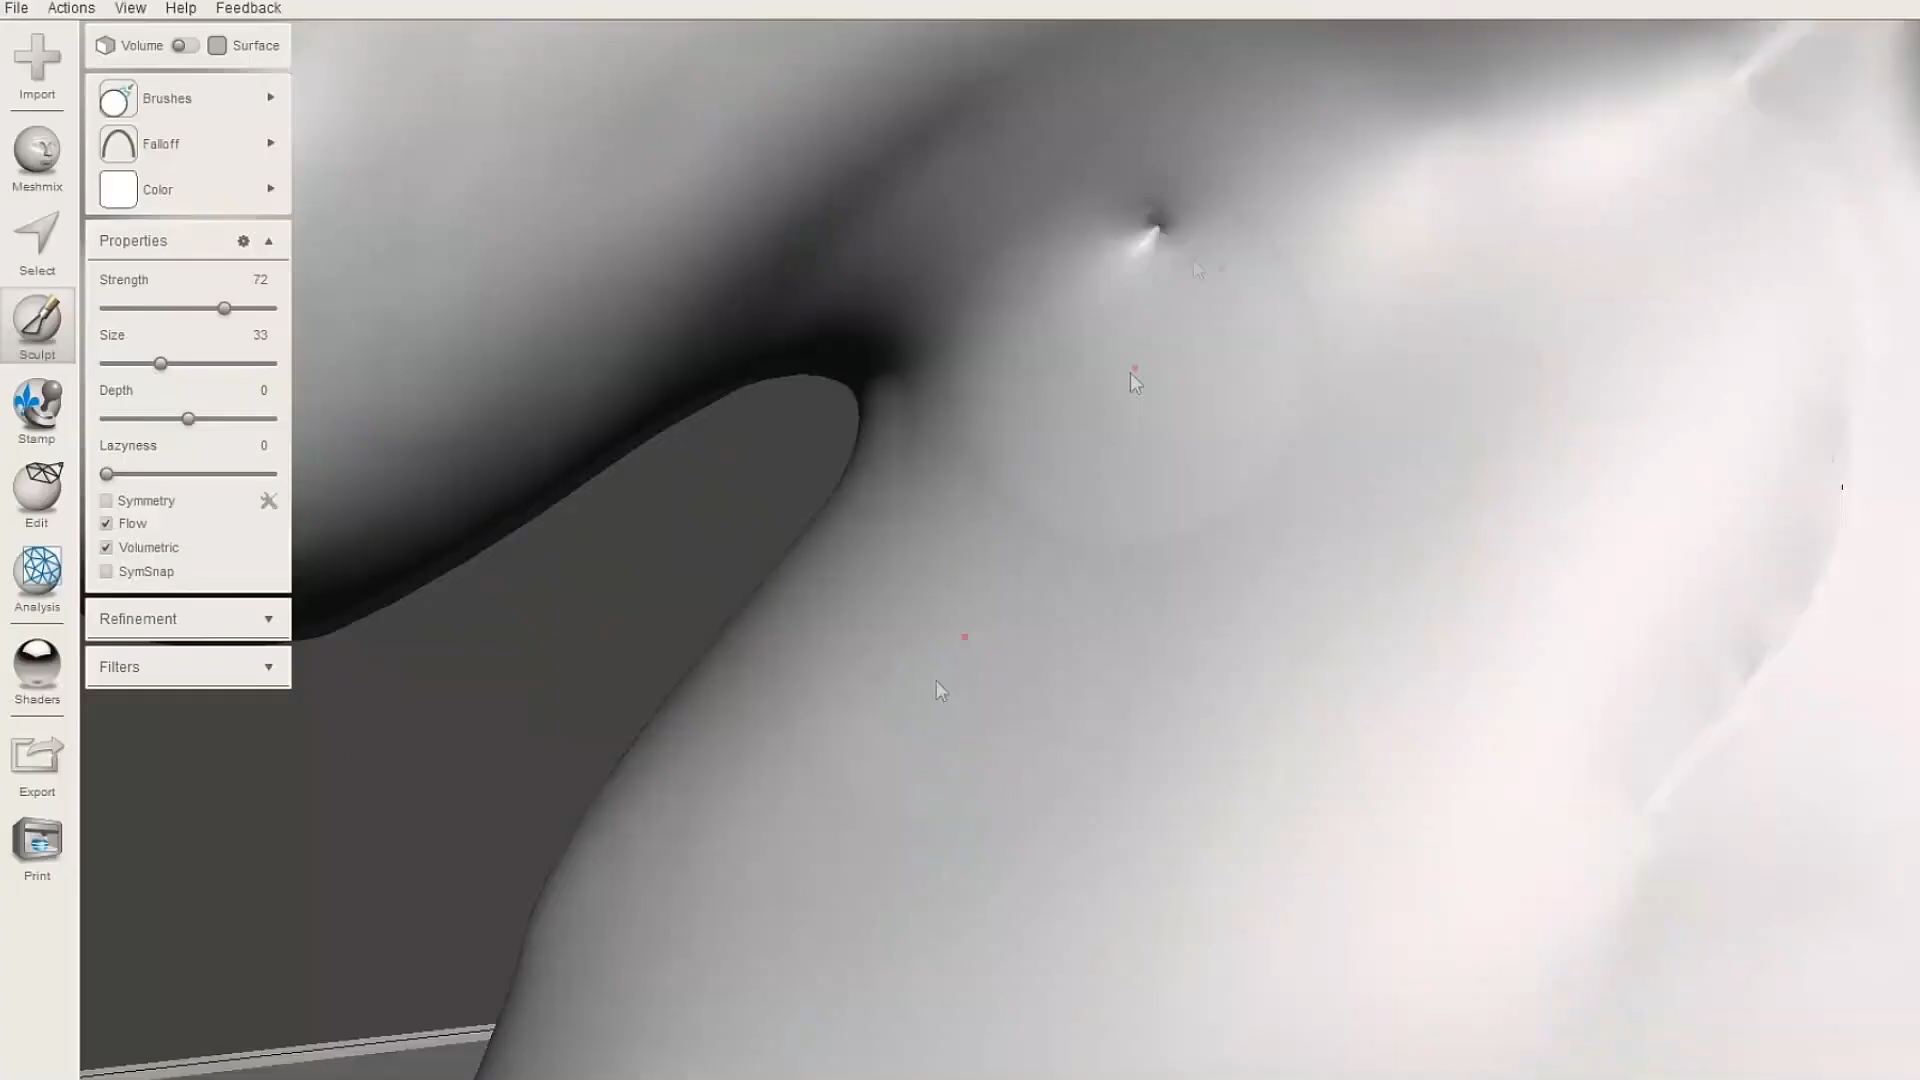 File Actions View Help Feedback
Import
Meshmix
Select
Sculpt
Stamp
Edit
Analysis
Shaders
Export
Print
Volume Surface
Brushes
Falloff
Color
Properties
Strength 72
Size 33
Depth 0
Lazyness 0
Symmetry
Flow
Volumetric
SymSnap
Refinement
Filters